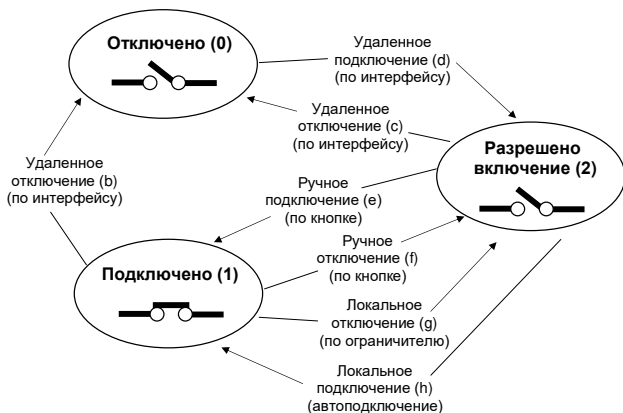 Отключено (0)
Удаленное
подключение (d)
(по интерфейсу)
Удаленное
отключение (c)
(по интерфейсу)
Разрешено
включение (2)
Удаленное
отключение (b)
(по интерфейсу)
Ручное
подключение (e)
(по кнопке)
Ручное
отключение (f)
(по кнопке)
Подключено (1)
Локальное
отключение (g)
(по ограничителю)
Локальное
подключение (h)
(автоподключение)